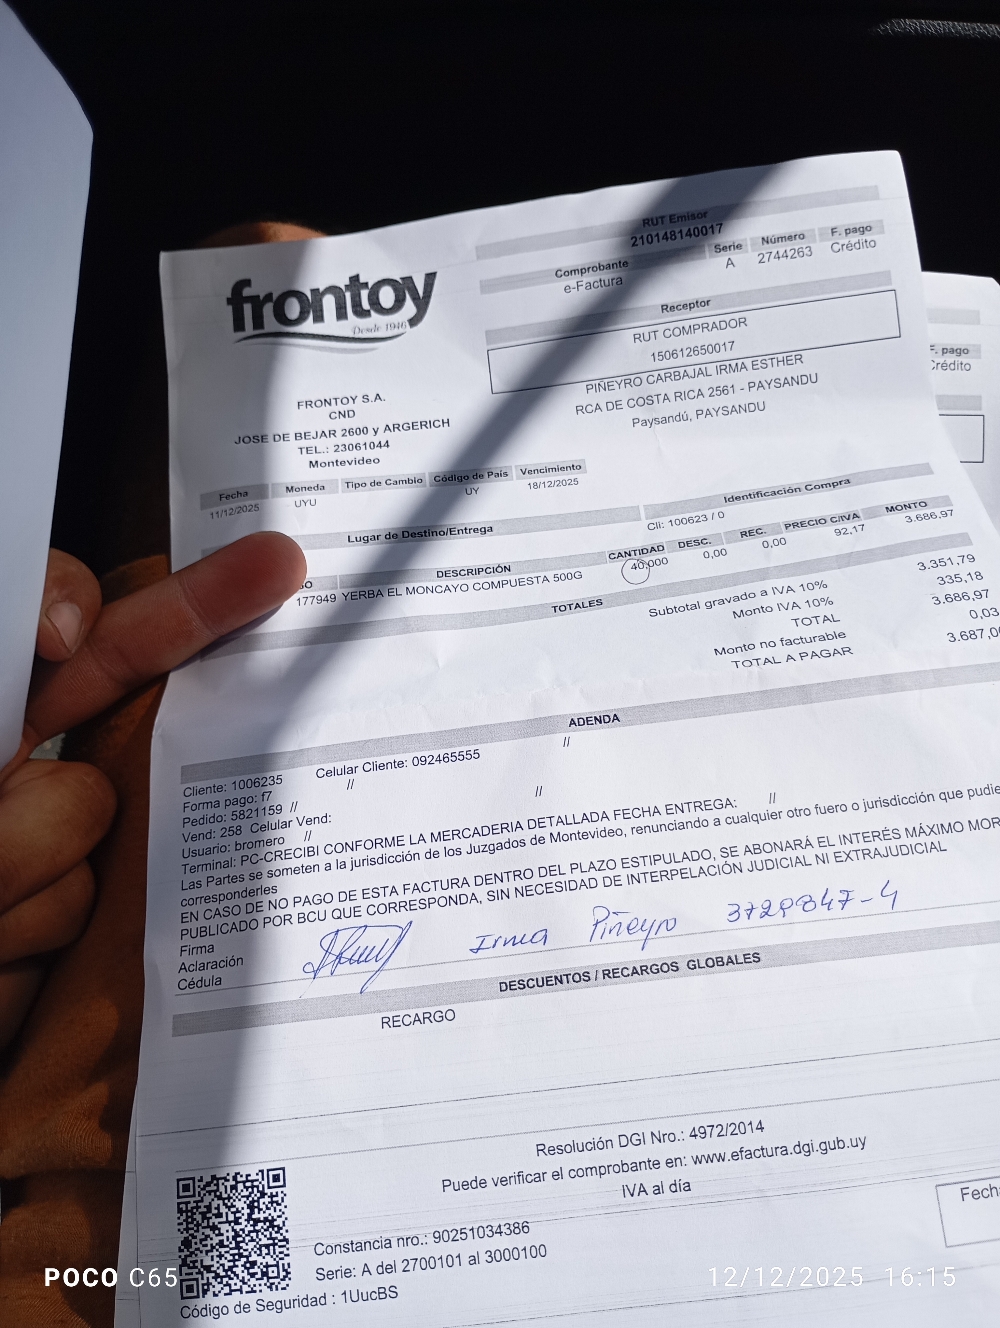 RUT Emisor
210148140017
Comprobante Serie Número F. pago
e-Factura A 2744263 Crédito
frontoy
Desde 1946
Receptor
RUT COMPRADOR
150612650017
PIÑEYRO CARBAJAL IRMA ESTHER
RCA DE COSTA RICA 2561 - PAYSANDU
Paysandú, PAYSANDU
F. pago
Crédito
FRONTOY S.A.
CND
JOSE DE BEJAR 2600 y ARGERICH
TEL.: 23061044
Montevideo
Fecha Moneda Tipo de Cambio Código de País Vencimiento
11/12/2025 UYU UY 18/12/2025
Lugar de Destino/Entrega Identificación Compra
Cli: 100623 / 0
DESCRIPCIÓN CANTIDAD DESC. REC. PRECIO C/IVA MONTO
177949 YERBA EL MONCAYO COMPUESTA 500G 40,000 0,00 0,00 92,17 3.686,97
TOTALES
Subtotal gravado a IVA 10% 3.351,79
Monto IVA 10% 335,18
TOTAL 3.686,97
Monto no facturable 0,03
TOTAL A PAGAR 3.687,0
ADENDA
Cliente: 1006235 Celular Cliente: 092465555 //
Forma pago: f7 //
Pedido: 5821159 // //
Vend: 258 Celular Vend:
Usuario: bromero //
Terminal: PC-CRECIBI CONFORME LA MERCADERIA DETALLADA FECHA ENTREGA: //
Las Partes se someten a la jurisdicción de los Juzgados de Montevideo, renunciando a cualquier otro fuero o jurisdicción que pudie
corresponderles
EN CASO DE NO PAGO DE ESTA FACTURA DENTRO DEL PLAZO ESTIPULADO, SE ABONARÁ EL INTERÉS MÁXIMO MOR
PUBLICADO POR BCU QUE CORRESPONDA, SIN NECESIDAD DE INTERPELACIÓN JUDICIAL NI EXTRAJUDICIAL
Firma
Aclaración Irma Piñeyro 3729847-4
Cédula
DESCUENTOS / RECARGOS GLOBALES
RECARGO
Resolución DGI Nro.: 4972/2014
Puede verificar el comprobante en: www.efactura.dgi.gub.uy
IVA al día
Fech
Constancia nro.: 90251034386
Serie: A del 2700101 al 3000100
Código de Seguridad : 1UucBS
POCO C65
12/12/2025 16:15